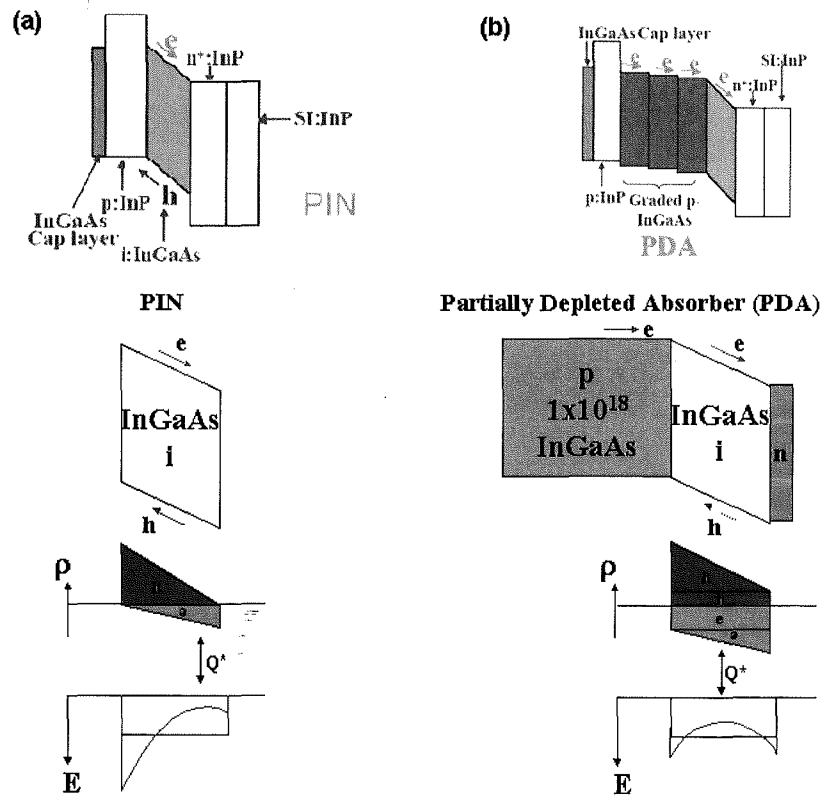 (a)
e
n⁺:InP
SI:InP
p:InP
h
InGaAs
Cap layer
i:InGaAs
PIN
(b)
InGaAs Cap layer
e e e
e
SI:InP
n⁺:InP
p:InP
Graded p-
InGaAs
PDA
PIN
e
InGaAs
i
h
ρ
e
Q*
E
Partially Depleted Absorber (PDA)
e
e
p
1x10¹⁸
InGaAs
InGaAs
i
n
h
ρ
e
e
Q*
E